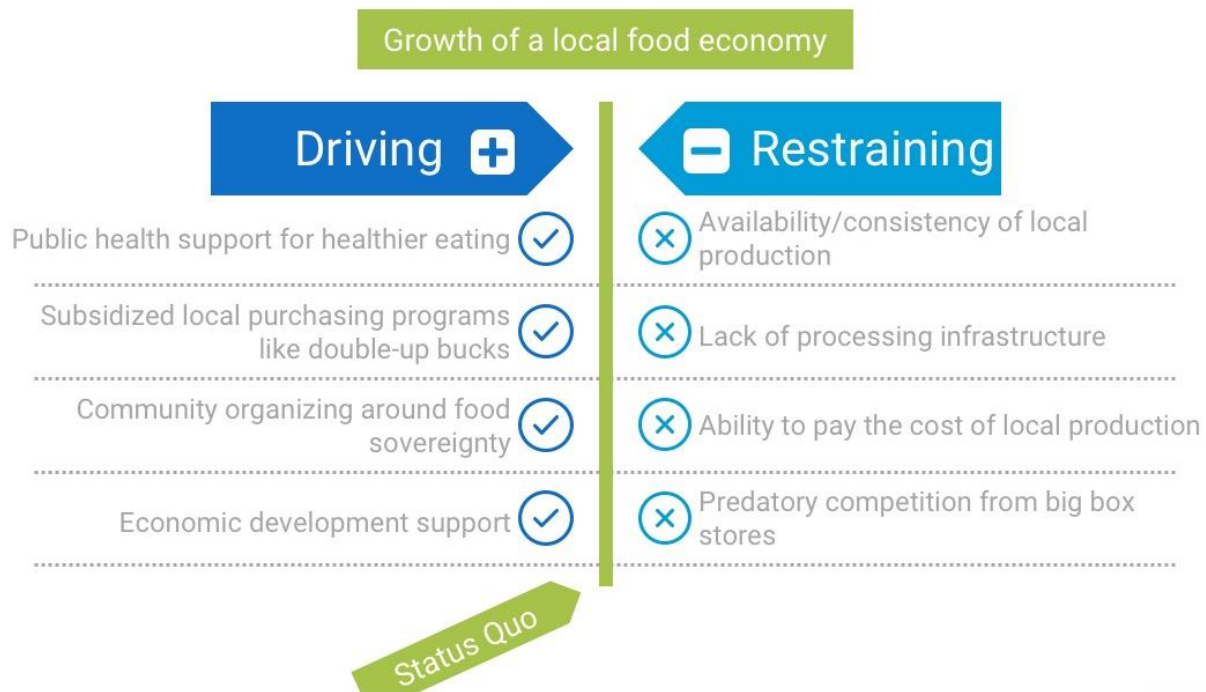 Growth of a local food economy
Driving
Restraining
Public health support for healthier eating
Availability/consistency of local
production
Subsidized local purchasing programs
like double-up bucks
Lack of processing infrastructure
Community organizing around food
sovereignty
Ability to pay the cost of local production
Economic development support
Predatory competition from big box
stores
Status Quo